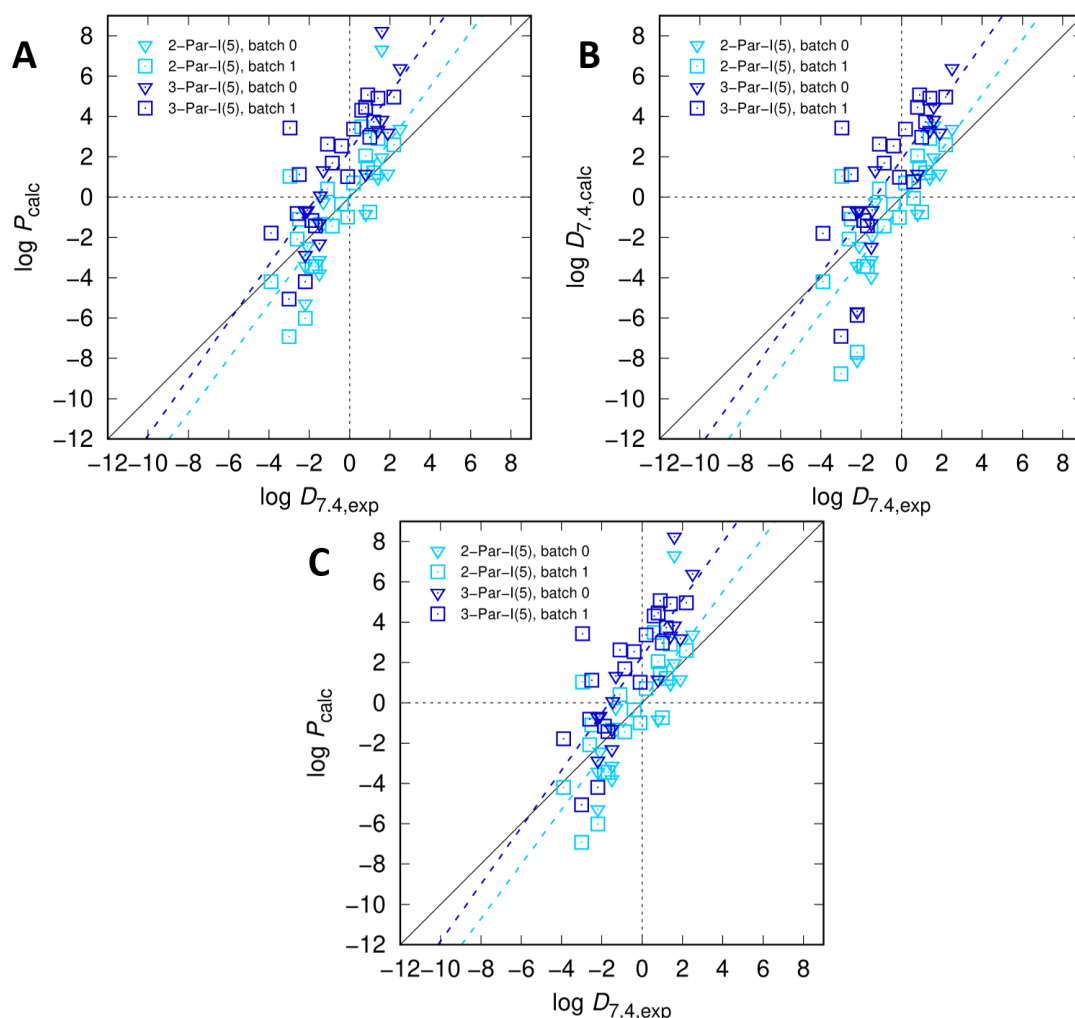 A
2−Par−I(5), batch 0
2−Par−I(5), batch 1
3−Par−I(5), batch 0
3−Par−I(5), batch 1
8
6
4
2
0
−2
−4
−6
−8
−10
−12
log P calc
−12 −10 −8 −6 −4 −2 0 2 4 6 8
log D 7.4,exp
B
2−Par−I(5), batch 0
2−Par−I(5), batch 1
3−Par−I(5), batch 0
3−Par−I(5), batch 1
8
6
4
2
0
−2
−4
−6
−8
−10
−12
log D 7.4,calc
−12 −10 −8 −6 −4 −2 0 2 4 6 8
log D 7.4,exp
C
2−Par−I(5), batch 0
2−Par−I(5), batch 1
3−Par−I(5), batch 0
3−Par−I(5), batch 1
8
6
4
2
0
−2
−4
−6
−8
−10
−12
log P calc
−12 −10 −8 −6 −4 −2 0 2 4 6 8
log D 7.4,exp